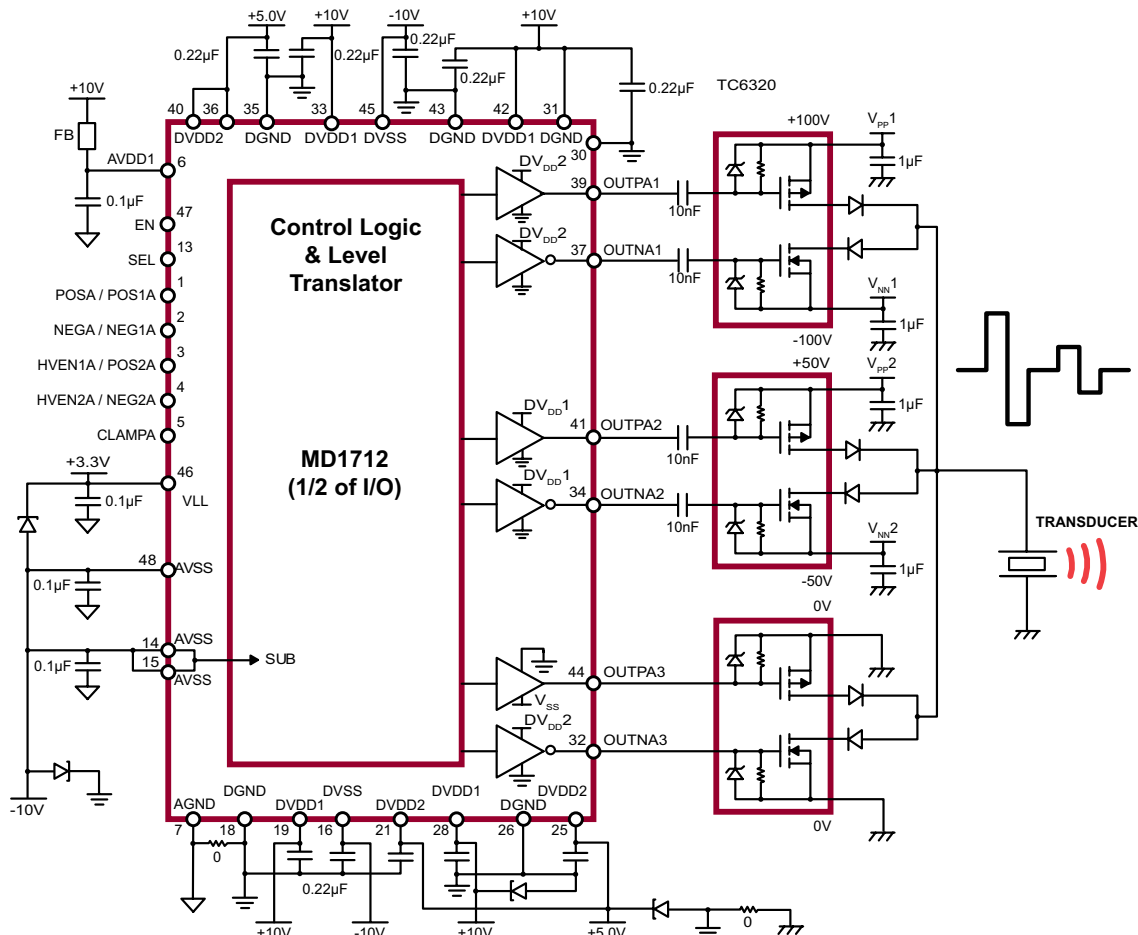 +5.0V +10V -10V +10V
0.22µF 0.22µF 0.22µF 0.22µF 0.22µF
TC6320
+10V
FB
40 36 35 33 45 43 42 31
DVDD2 DGND DVDD1 DVSS DGND DVDD1 DGND
30
AVDD1 6
0.1µF
47
EN
13
SEL
1
POSA / POS1A
2
NEGA / NEG1A
3
HVEN1A / POS2A
4
HVEN2A / NEG2A
5
CLAMPA
+3.3V
46
VLL
0.1µF
48
AVSS
0.1µF
14 AVSS
15
AVSS
0.1µF
SUB
-10V
Control Logic
& Level
Translator
MD1712
(1/2 of I/O)
DVDD2
39 OUTPA1
10nF
DVDD2
37 OUTNA1
10nF
+100V
VPP1
1µF
VNN1
1µF
-100V
DVDD1
41 OUTPA2
10nF
DVDD1
34 OUTNA2
10nF
+50V
VPP2
1µF
VNN2
1µF
-50V
TRANSDUCER
0V
VSS
44 OUTPA3
DVDD2
32 OUTNA3
0V
AGND DGND DVDD1 DVSS DVDD2 DVDD1 DGND DVDD2
7 18 19 16 21 28 26 25
0
0.22µF
0
+10V -10V +10V +5.0V